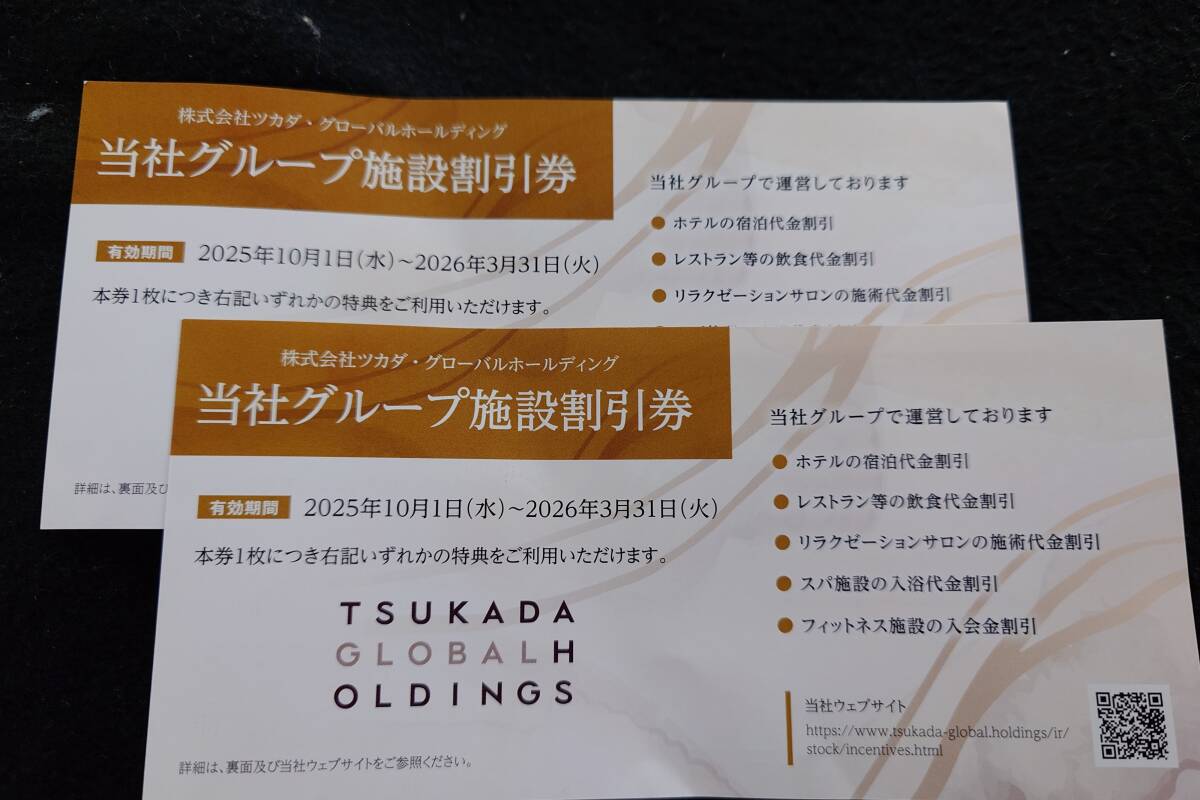 株式会社ツカダ・グローバルホールディング
当社グループ施設割引券
有効期間 2025年10月1日(水)～2026年3月31日(火)
本券1枚につき右記いずれかの特典をご利用いただけます。
詳細は、裏面及び
当社グループで運営しております
●ホテルの宿泊代金割引
●レストラン等の飲食代金割引
●リラクゼーションサロンの施術代金割引
株式会社ツカダ・グローバルホールディング
当社グループ施設割引券
有効期間 2025年10月1日(水)～2026年3月31日(火)
本券1枚につき右記いずれかの特典をご利用いただけます。
TSUKADA
GLOBALH
OLDINGS
詳細は、裏面及び当社ウェブサイトをご参照ください。
当社グループで運営しております
●ホテルの宿泊代金割引
●レストラン等の飲食代金割引
●リラクゼーションサロンの施術代金割引
●スパ施設の入浴代金割引
●フィットネス施設の入会金割引
当社ウェブサイト
https://www.tsukada-global.holdings/ir/
stock/incentives.html